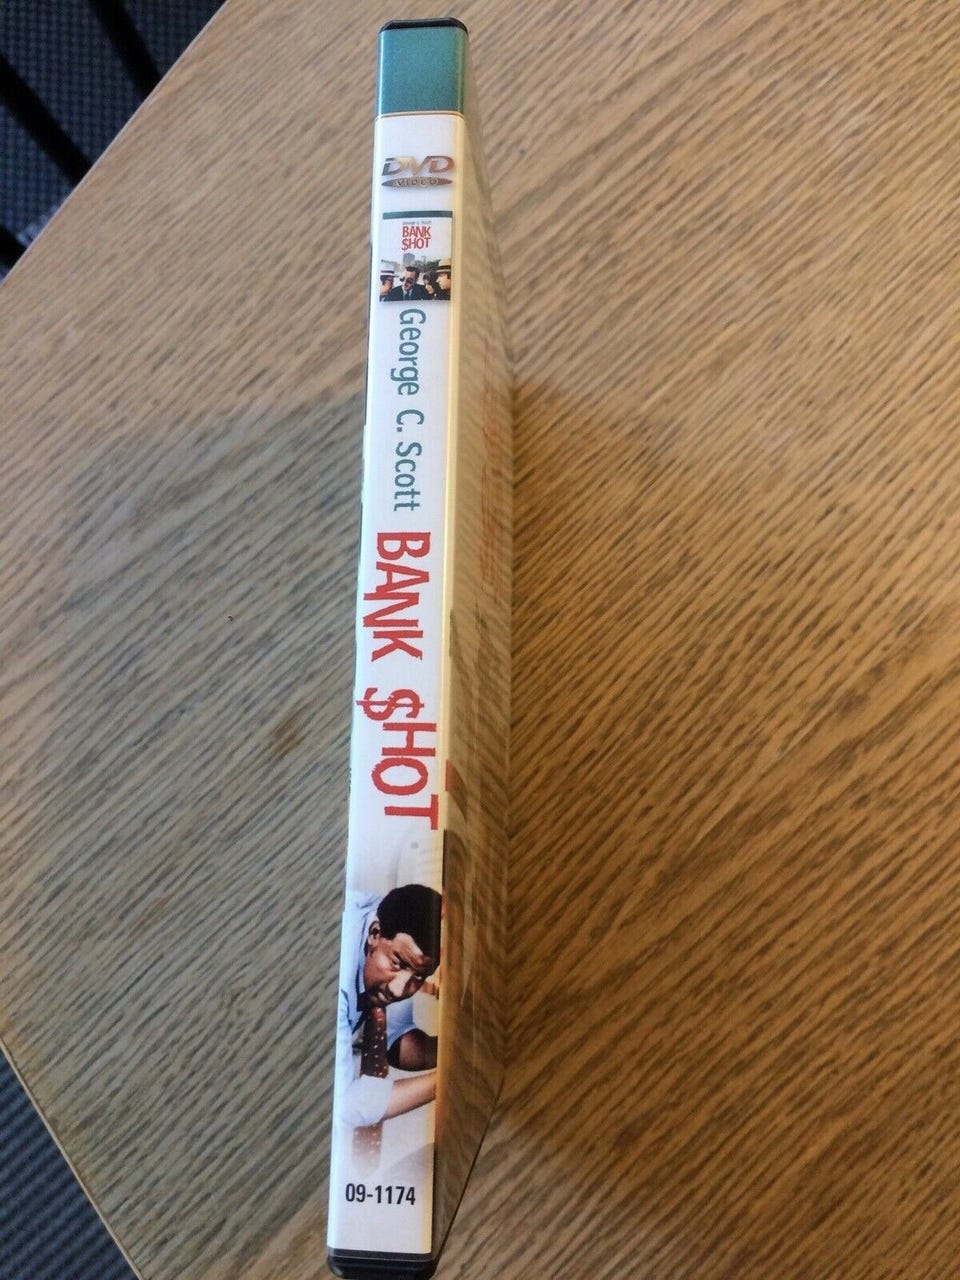 DVD
VIDEO
George C. Scott
BANK
$HOT
George C. Scott BANK $HOT
09-1174